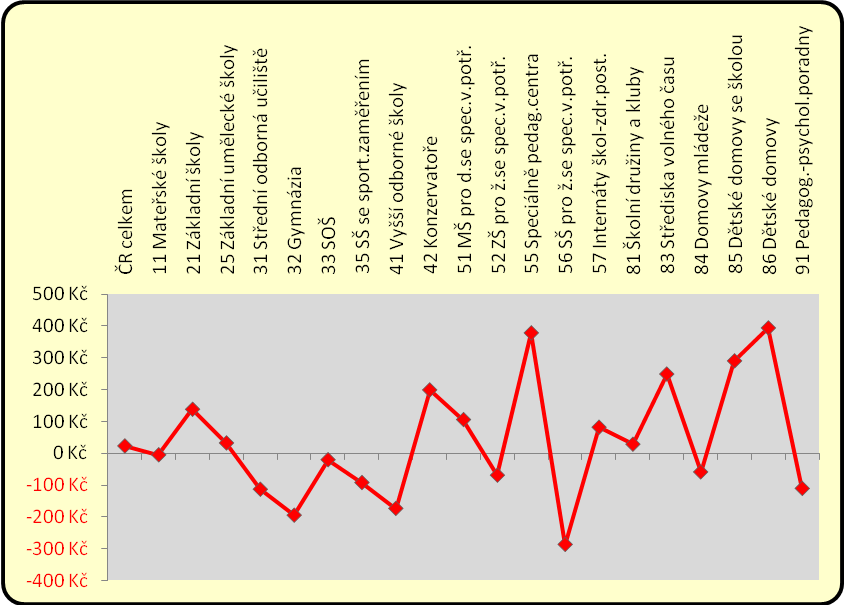 ČR celkem
11 Mateřské školy
21 Základní školy
25 Základní umělecké školy
31 Střední odborná učiliště
32 Gymnázia
33 SOŠ
35 SŠ se sport.zaměřením
41 Vyšší odborné školy
42 Konzervatoře
51 MŠ pro d.se spec.v.potř.
52 ZŠ pro ž.se spec.v.potř.
55 Speciálně pedag.centra
56 SŠ pro ž.se spec.v.potř.
57 Internáty škol-zdr.post.
81 Školní družiny a kluby
83 Střediska volného času
84 Domovy mládeže
85 Dětské domovy se školou
86 Dětské domovy
91 Pedagog.-psychol.poradny
500 Kč
400 Kč
300 Kč
200 Kč
100 Kč
0 Kč
-100 Kč
-200 Kč
-300 Kč
-400 Kč